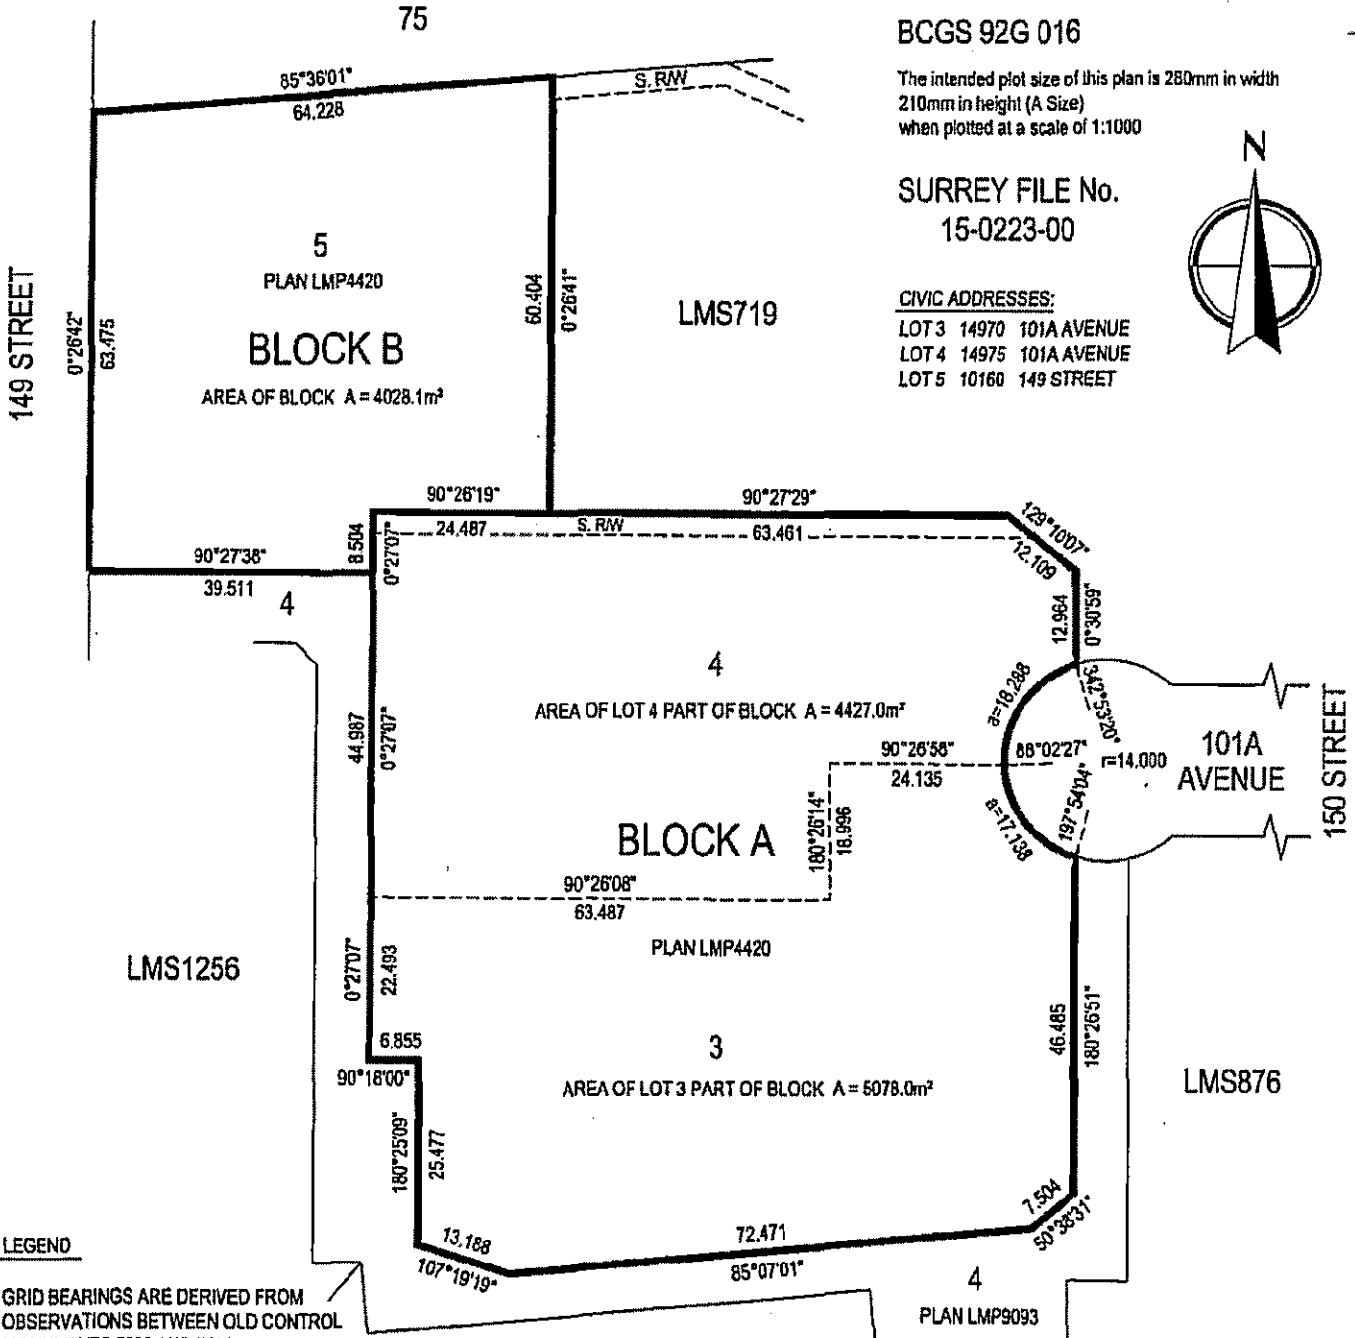 75
BCGS 92G 016
The intended plot size of this plan is 280mm in width
210mm in height (A Size)
when plotted at a scale of 1:1000
N
SURREY FILE No.
15-0223-00
CIVIC ADDRESSES:
LOT 3 14970 101A AVENUE
LOT 4 14975 101A AVENUE
LOT 5 10160 149 STREET
85°36'01"
64.228
S. R/W
149 STREET
0°26'42"
63.475
5
PLAN LMP4420
BLOCK B
AREA OF BLOCK A = 4028.1m²
60.404
0°26'41"
LMS719
90°26'19"
24.487
90°27'29"
S. R/W
63.461
129°10'07"
12.109
8.504
0°27'07"
90°27'38"
39.511
4
12.964
0°30'59"
4
AREA OF LOT 4 PART OF BLOCK A = 4427.0m²
44.987
0°27'07"
a=18.288
342°53'20"
90°26'56"
24.135
88°02'27"
r=14.000
101A
AVENUE
150 STREET
197°54'04"
a=17.138
180°26'14"
18.996
BLOCK A
90°26'08"
63.487
PLAN LMP4420
LMS1256
0°27'07"
22.493
6.855
90°18'00"
3
AREA OF LOT 3 PART OF BLOCK A = 5078.0m²
46.485
180°26'51"
LMS876
180°25'09"
25.477
13.188
107°19'19"
72.471
85°07'01"
7.504
50°38'31"
4
PLAN LMP9093
LEGEND
GRID BEARINGS ARE DERIVED FROM
OBSERVATIONS BETWEEN OLD CONTROL